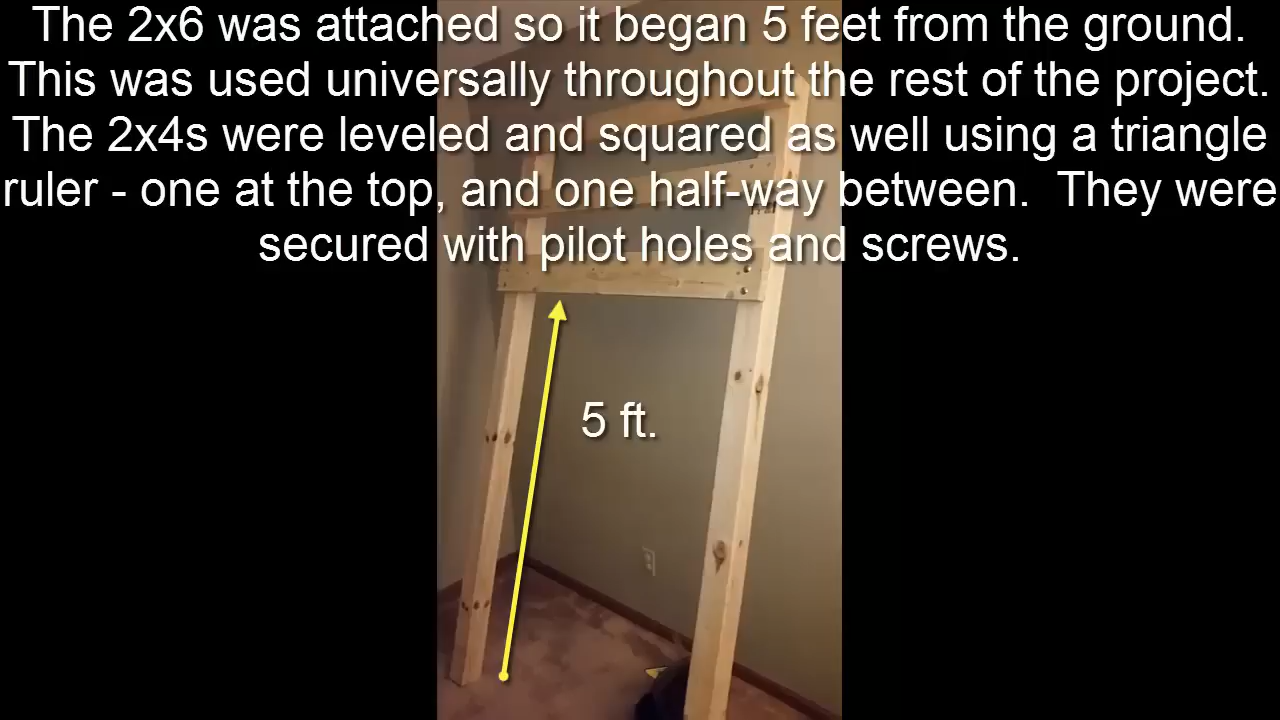 The 2x6 was attached so it began 5 feet from the ground.
This was used universally throughout the rest of the project.
The 2x4s were leveled and squared as well using a triangle
ruler - one at the top, and one half-way between.  They were
secured with pilot holes and screws.
5 ft.